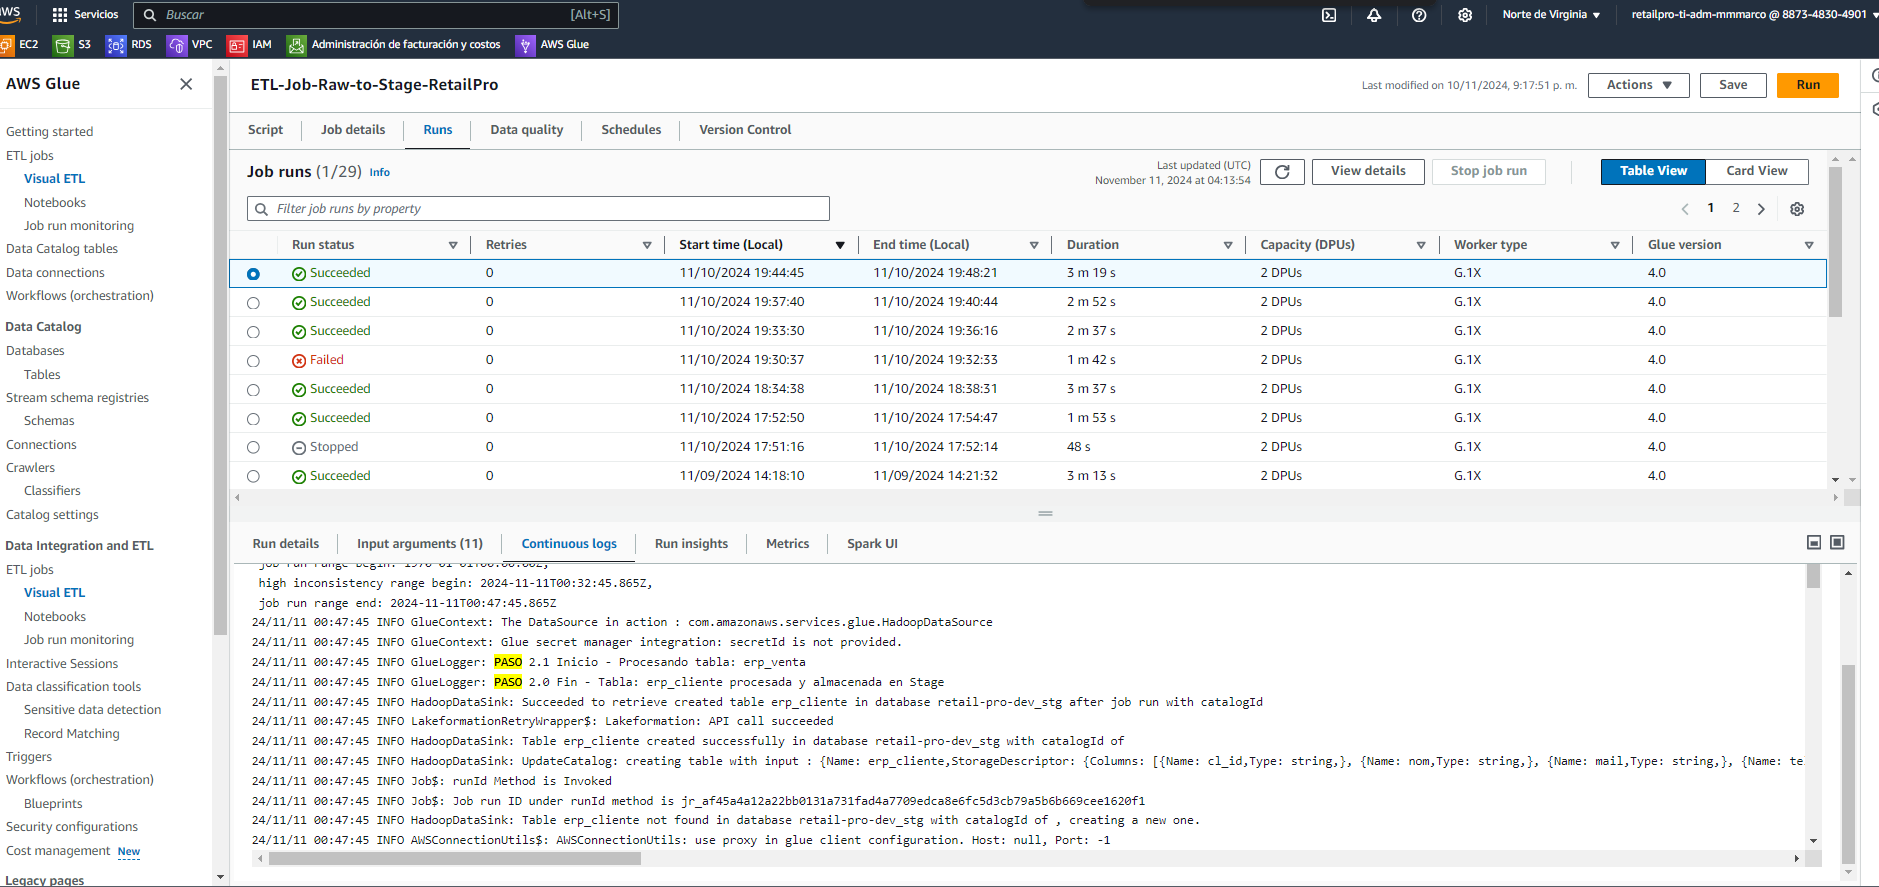 aws Servicios Buscar [Alt+S] Norte de Virginia retailpro-ti-adm-mmmarco @ 8873-4830-4901
EC2 S3 RDS VPC IAM Administración de facturación y costos AWS Glue
AWS Glue
Getting started
ETL jobs
Visual ETL
Notebooks
Job run monitoring
Data Catalog tables
Data connections
Workflows (orchestration)
Data Catalog
Databases
Tables
Stream schema registries
Schemas
Connections
Crawlers
Classifiers
Catalog settings
Data Integration and ETL
ETL jobs
Visual ETL
Notebooks
Job run monitoring
Interactive Sessions
Data classification tools
Sensitive data detection
Record Matching
Triggers
Workflows (orchestration)
Blueprints
Security configurations
Cost management New
Legacy pages
ETL-Job-Raw-to-Stage-RetailPro
Last modified on 10/11/2024, 9:17:51 p. m. Actions Save Run
Script Job details Runs Data quality Schedules Version Control
Job runs (1/29) Info
Last updated (UTC)
November 11, 2024 at 04:13:54
View details Stop job run Table View Card View
Filter job runs by property
1 2
Run status Retries Start time (Local) End time (Local) Duration Capacity (DPUs) Worker type Glue version
Succeeded 0 11/10/2024 19:44:45 11/10/2024 19:48:21 3 m 19 s 2 DPUs G.1X 4.0
Succeeded 0 11/10/2024 19:37:40 11/10/2024 19:40:44 2 m 52 s 2 DPUs G.1X 4.0
Succeeded 0 11/10/2024 19:33:30 11/10/2024 19:36:16 2 m 37 s 2 DPUs G.1X 4.0
Failed 0 11/10/2024 19:30:37 11/10/2024 19:32:33 1 m 42 s 2 DPUs G.1X 4.0
Succeeded 0 11/10/2024 18:34:38 11/10/2024 18:38:31 3 m 37 s 2 DPUs G.1X 4.0
Succeeded 0 11/10/2024 17:52:50 11/10/2024 17:54:47 1 m 53 s 2 DPUs G.1X 4.0
Stopped 0 11/10/2024 17:51:16 11/10/2024 17:52:14 48 s 2 DPUs G.1X 4.0
Succeeded 0 11/09/2024 14:18:10 11/09/2024 14:21:32 3 m 13 s 2 DPUs G.1X 4.0
Run details Input arguments (11) Continuous logs Run insights Metrics Spark UI
job run range begin: 1970-01-01T00:00:00Z,
high inconsistency range begin: 2024-11-11T00:32:45.865Z,
job run range end: 2024-11-11T00:47:45.865Z
24/11/11 00:47:45 INFO GlueContext: The DataSource in action : com.amazonaws.services.glue.HadoopDataSource
24/11/11 00:47:45 INFO GlueContext: Glue secret manager integration: secretId is not provided.
24/11/11 00:47:45 INFO GlueLogger: PASO 2.1 Inicio - Procesando tabla: erp_venta
24/11/11 00:47:45 INFO GlueLogger: PASO 2.0 Fin - Tabla: erp_cliente procesada y almacenada en Stage
24/11/11 00:47:45 INFO HadoopDataSink: Succeeded to retrieve created table erp_cliente in database retail-pro-dev_stg after job run with catalogId
24/11/11 00:47:45 INFO LakeformationRetryWrapper$: Lakeformation: API call succeeded
24/11/11 00:47:45 INFO HadoopDataSink: Table erp_cliente created successfully in database retail-pro-dev_stg with catalogId of
24/11/11 00:47:45 INFO HadoopDataSink: UpdateCatalog: creating table with input : {Name: erp_cliente,StorageDescriptor: {Columns: [{Name: cl_id,Type: string,}, {Name: nom,Type: string,}, {Name: mail,Type: string,}, {Name: te
24/11/11 00:47:45 INFO Job$: runId Method is Invoked
24/11/11 00:47:45 INFO Job$: Job run ID under runId method is jr_af45a4a12a22bb0131a731fad4a7709edca8e6fc5d3cb79a5b6b669cee1620f1
24/11/11 00:47:45 INFO HadoopDataSink: Table erp_cliente not found in database retail-pro-dev_stg with catalogId of , creating a new one.
24/11/11 00:47:45 INFO AWSConnectionUtils$: AWSConnectionUtils: use proxy in glue client configuration. Host: null, Port: -1